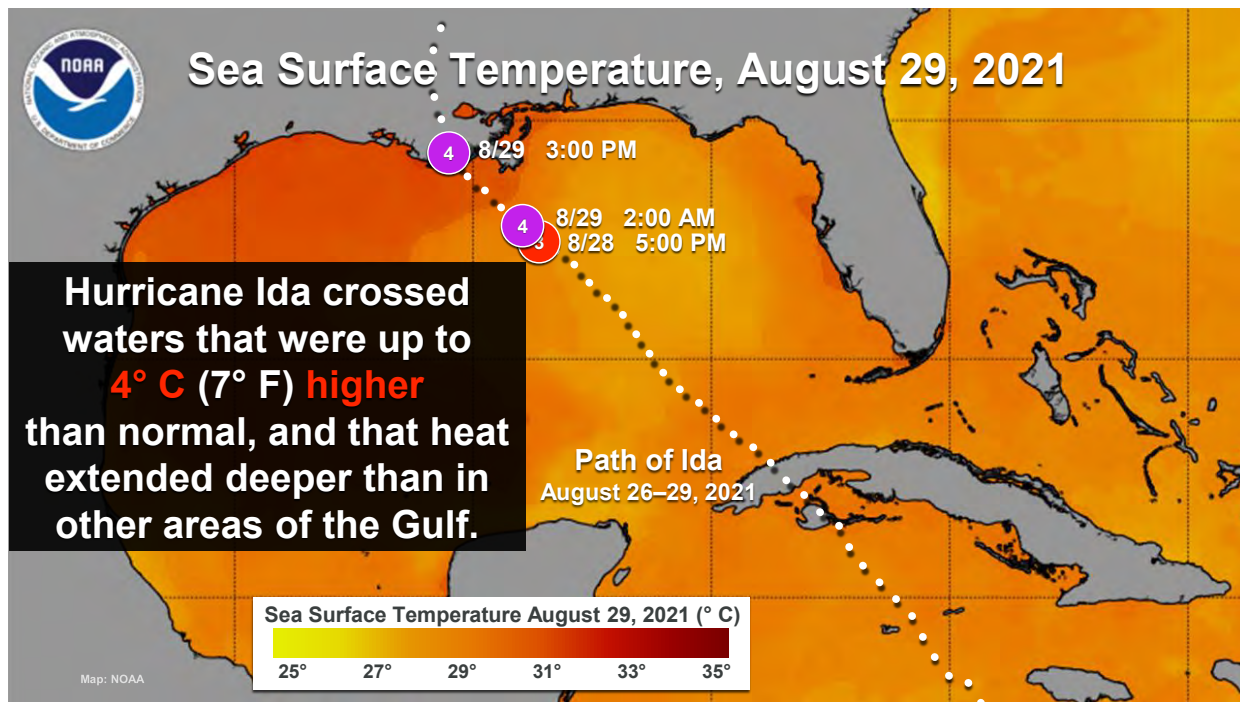 NATIONAL OCEANIC AND ATMOSPHERIC ADMINISTRATION
NOAA
U.S. DEPARTMENT OF COMMERCE
Sea Surface Temperature, August 29, 2021
4 8/29 3:00 PM
4 8/29 2:00 AM
3 8/28 5:00 PM
Hurricane Ida crossed
waters that were up to
4° C (7° F) higher
than normal, and that heat
extended deeper than in
other areas of the Gulf.
Path of Ida
August 26–29, 2021
Sea Surface Temperature August 29, 2021 (° C)
25° 27° 29° 31° 33° 35°
Map: NOAA